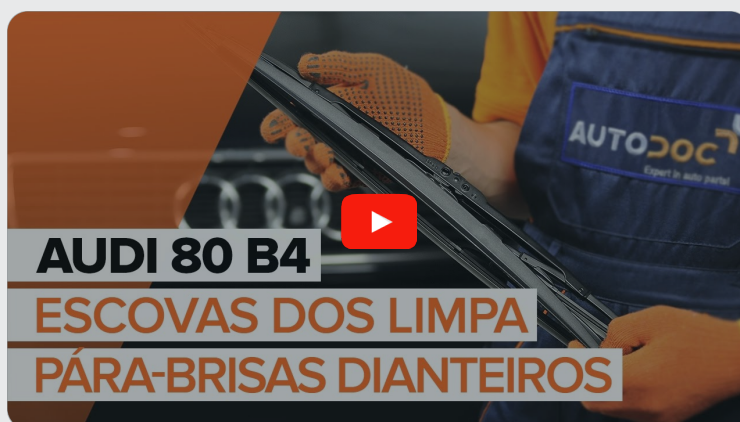 AUTODOC
Expert in auto parts!
AUDI 80 B4
ESCOVAS DOS LIMPA
PÁRA-BRISAS DIANTEIROS